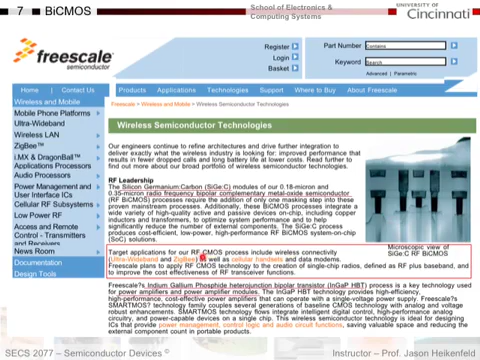 7 BiCMOS
School of Electronics &
Computing Systems
UNIVERSITY OF
Cincinnati
freescale
semiconductor
Register
Login
Basket
Part Number Contains
Keyword Search
Advanced | Parametric
Home | Contact Us
Products Applications Technologies Support Where to Buy About Freescale
Wireless and Mobile
Mobile Phone Platforms
Ultra-Wideband
Wireless LAN
ZigBee™
i.MX & DragonBall™
Applications Processors
Audio Processors
Power Management and
User Interface ICs
Cellular RF Subsystems
Low Power RF
Access and Remote
Control - Transmitters
and Receivers
News Room
Documentation
Design Tools
Freescale > Wireless and Mobile > Wireless Semiconductor Technologies
Wireless Semiconductor Technologies
Our engineers continue to refine architectures and drive further integration to
deliver exactly what the wireless industry is looking for: improved performance that
results in fewer dropped calls and long battery life at lower costs. Read further to
find out more about our broad portfolio of wireless semiconductor technologies.
RF Leadership
The Silicon Germanium:Carbon (SiGe:C) modules of our 0.18-micron and
0.35-micron radio frequency bipolar complementary metal-oxide semiconductor
(RF BiCMOS) processes require the addition of only one masking step into these
proven mainstream processes. Additionally, these BiCMOS processes integrate a
wide variety of high-quality active and passive devices on-chip, including copper
inductors and transformers, to optimize system performance and to help
significantly reduce the number of external components. The SiGe:C process
produces cost-efficient, low-power, high-performance RF BiCMOS system-on-chip
(SoC) solutions.
Microscopic view of
SiGe:C RF BiCMOS
Target applications for our RF CMOS process include wireless connectivity
(Ultra-Wideband and ZigBee) as well as cellular handsets and data modems.
Freescale plans to apply RF CMOS technology to the creation of single-chip radios, defined as RF plus baseband, and
to improve the cost effectiveness of RF transceiver functions.
Freescale?s Indium Gallium Phosphide heterojunction bipolar transistor (InGaP HBT) process is a key technology used
for power amplifiers and power amplifier modules. The InGaP HBT technology provides high-efficiency,
high-performance, cost-effective power amplifiers that can operate with a single-voltage power supply. Freescale?s
SMARTMOS? technology family couples several generations of baseline CMOS technology with analog and voltage
robust enhancements. SMARTMOS technology flows integrate intelligent digital control, high-performance analog
circuitry, and power-capable devices on a single chip. This wireless semiconductor technology is ideal for designing
ICs that provide power management, control logic and audio circuit functions, saving valuable space and reducing the
external component count in portable products.
SECS 2077 – Semiconductor Devices ©
Instructor – Prof. Jason Heikenfeld